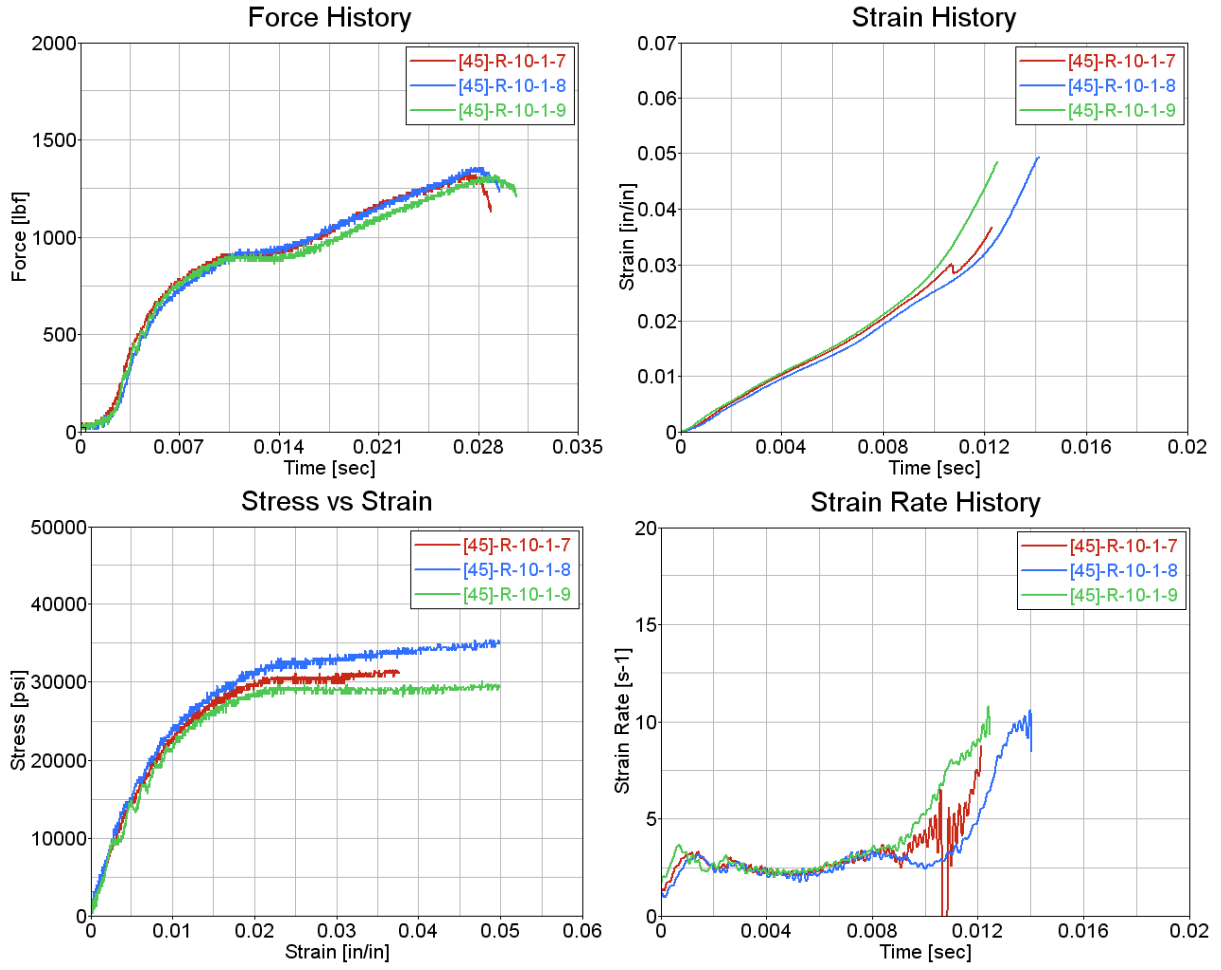 Force History
2000
1500
1000
500
0
Force [lbf]
[45]-R-10-1-7
[45]-R-10-1-8
[45]-R-10-1-9
0 0.007 0.014 0.021 0.028 0.035
Time [sec]
Strain History
0.07
0.06
0.05
0.04
0.03
0.02
0.01
0
Strain [in/in]
[45]-R-10-1-7
[45]-R-10-1-8
[45]-R-10-1-9
0 0.004 0.008 0.012 0.016 0.02
Time [sec]
Stress vs Strain
50000
40000
30000
20000
10000
0
Stress [psi]
[45]-R-10-1-7
[45]-R-10-1-8
[45]-R-10-1-9
0 0.01 0.02 0.03 0.04 0.05 0.06
Strain [in/in]
Strain Rate History
20
15
10
5
0
Strain Rate [s-1]
[45]-R-10-1-7
[45]-R-10-1-8
[45]-R-10-1-9
0 0.004 0.008 0.012 0.016 0.02
Time [sec]